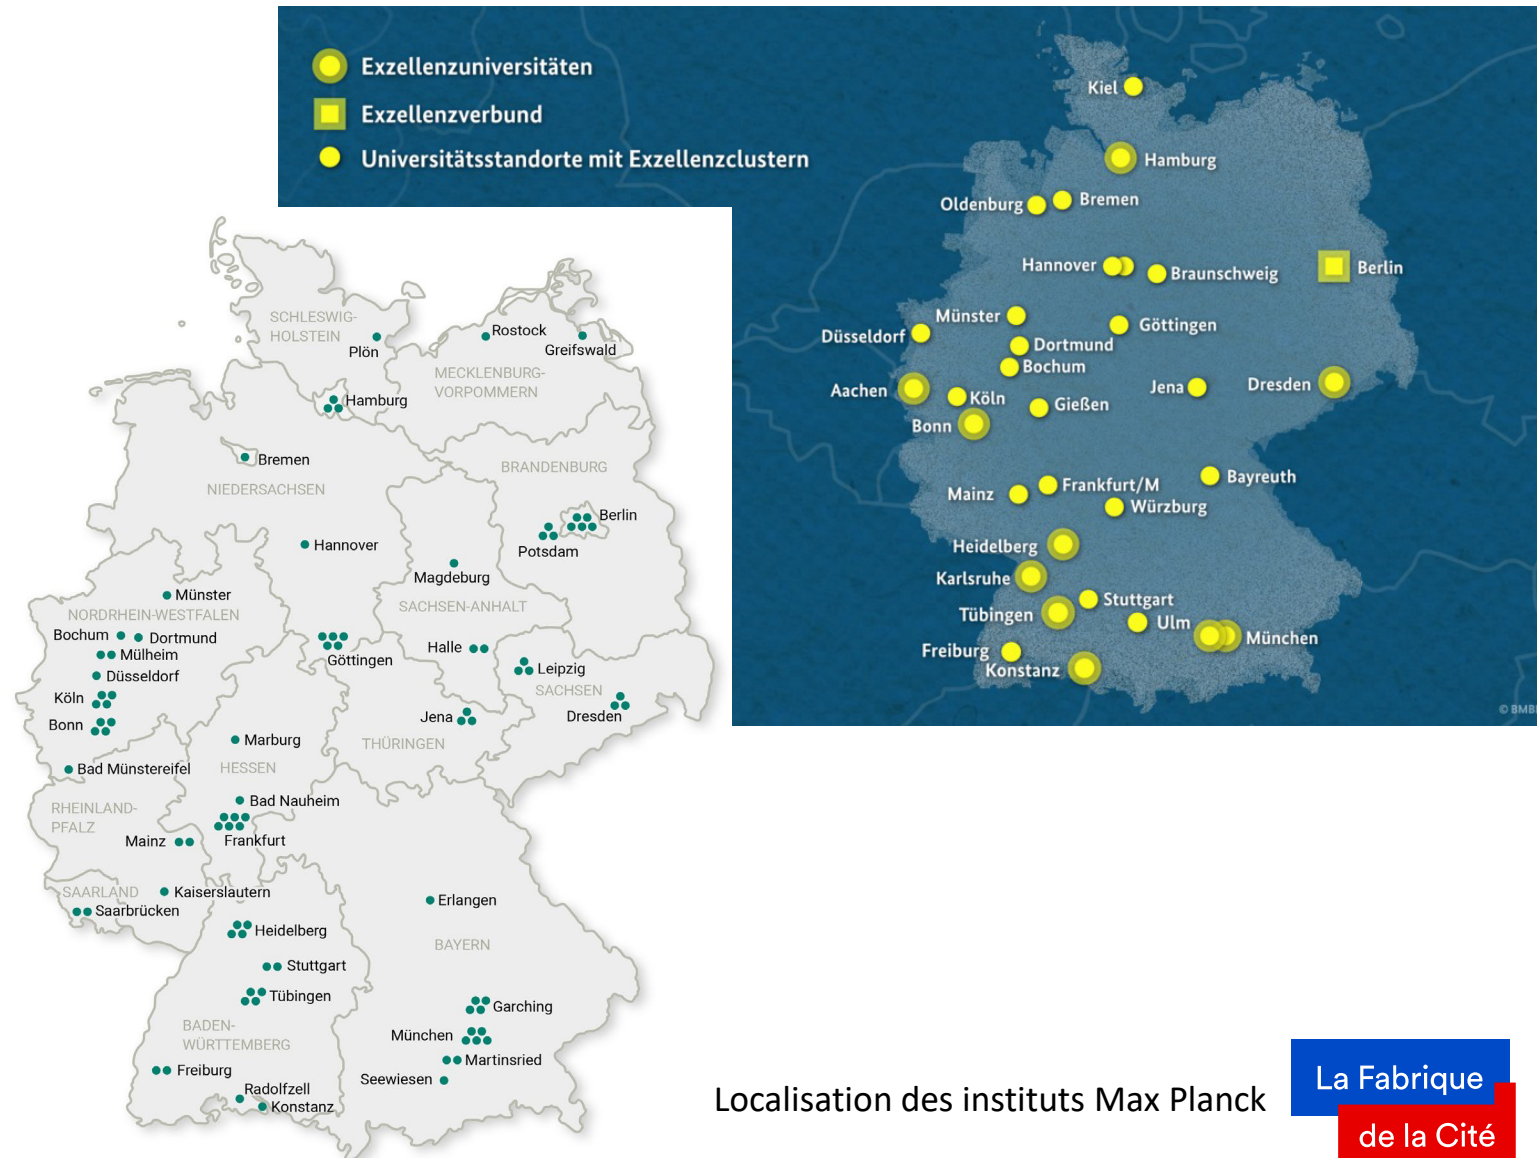 Exzellenzuniversitäten
Exzellenzverbund
Universitätsstandorte mit Exzellenzclustern
Kiel
Hamburg
Oldenburg
Bremen
Hannover
Braunschweig
Berlin
Münster
Göttingen
Düsseldorf
Dortmund
Bochum
Aachen
Köln
Jena
Dresden
Gießen
Bonn
Bayreuth
Frankfurt/M
Mainz
Würzburg
Heidelberg
Karlsruhe
Stuttgart
Tübingen
Ulm
München
Freiburg
Konstanz
© BMB
SCHLESWIG-
HOLSTEIN
Plön
Rostock
Greifswald
MECKLENBURG-
VORPOMMERN
Hamburg
Bremen
NIEDERSACHSEN
BRANDENBURG
Berlin
Potsdam
Hannover
Magdeburg
SACHSEN-ANHALT
Münster
NORDRHEIN-WESTFALEN
Bochum
Dortmund
Mülheim
Düsseldorf
Köln
Bonn
Göttingen
Halle
Leipzig
SACHSEN
Dresden
Jena
THÜRINGEN
Marburg
HESSEN
Bad Münstereifel
Bad Nauheim
RHEINLAND-
PFALZ
Mainz
Frankfurt
SAARLAND
Kaiserslautern
Saarbrücken
Erlangen
Heidelberg
BAYERN
Stuttgart
Tübingen
Garching
BADEN-
WÜRTTEMBERG
München
Martinsried
Seewiesen
Freiburg
Radolfzell
Konstanz
Localisation des instituts Max Planck
La Fabrique
de la Cité